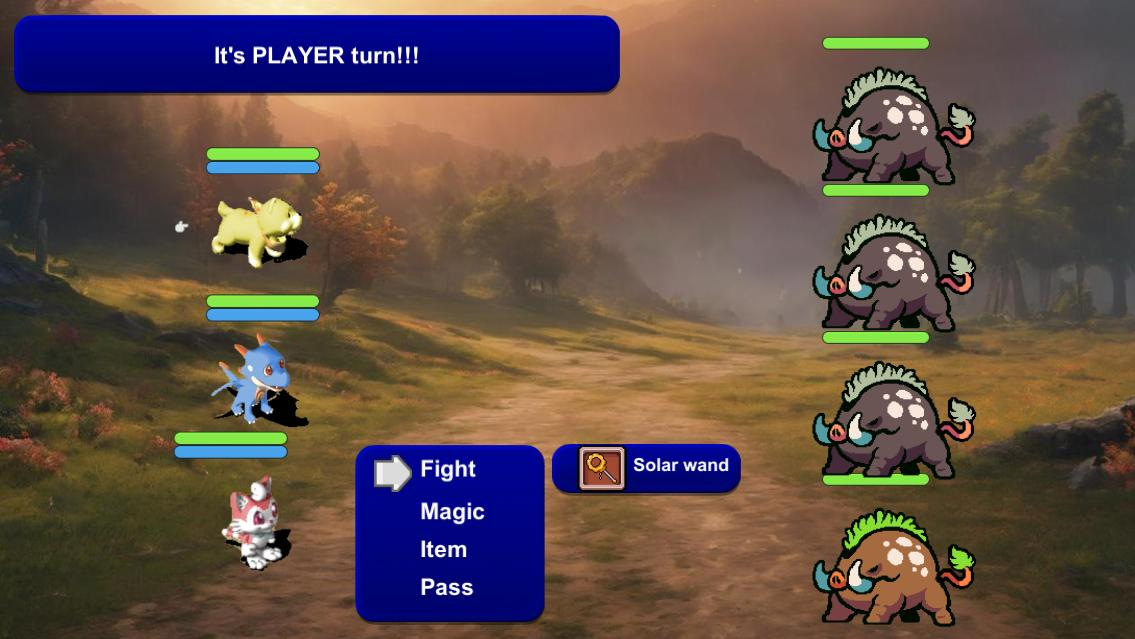 It's PLAYER turn!!!
Fight
Magic
Item
Pass
Solar wand